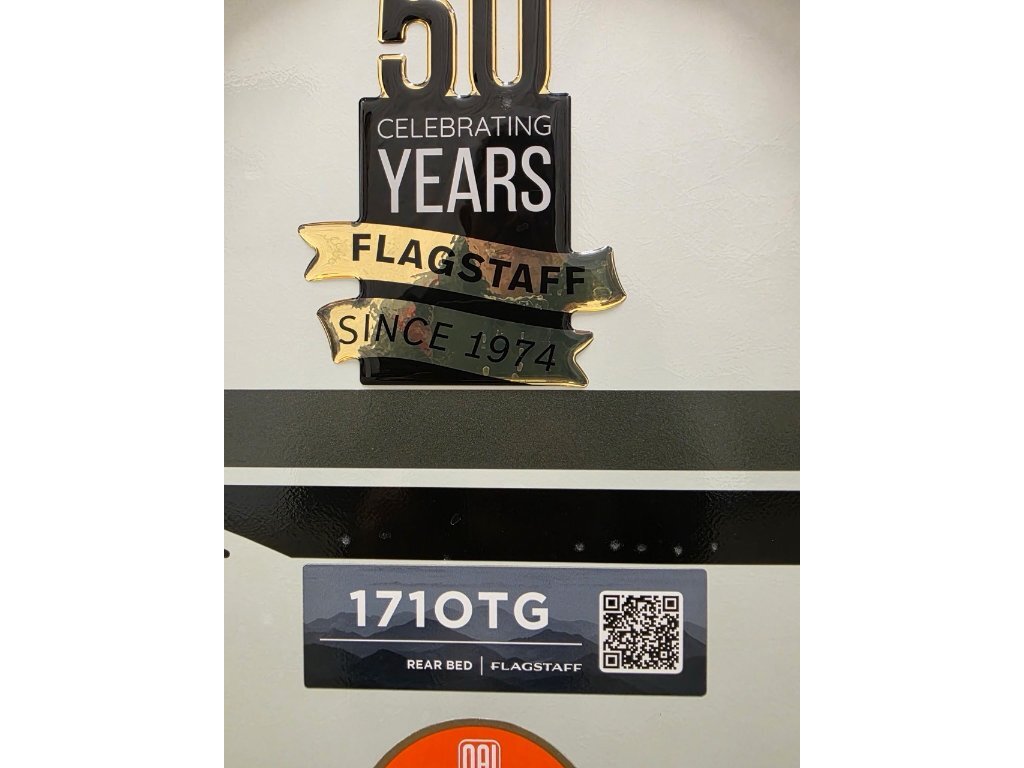 50
CELEBRATING
YEARS
FLAGSTAFF
SINCE 1974
171OTG
REAR BED | FLAGSTAFF